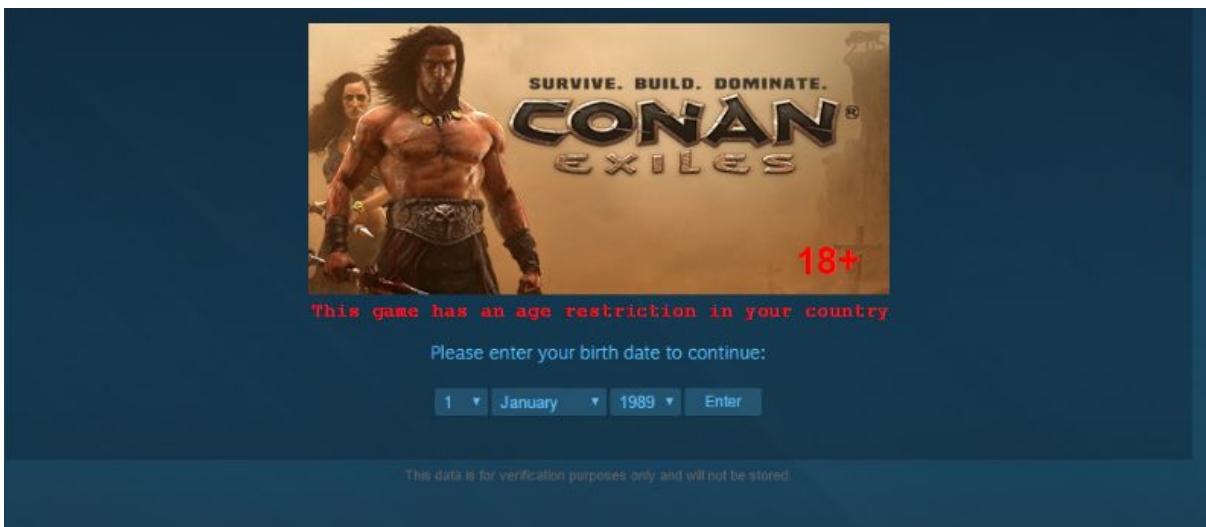 SURVIVE. BUILD. DOMINATE.
CONAN®
EXILES
18+
This game has an age restriction in your country
Please enter your birth date to continue:
1 ▼ January ▼ 1989 ▼ Enter
This data is for verification purposes only and will not be stored.